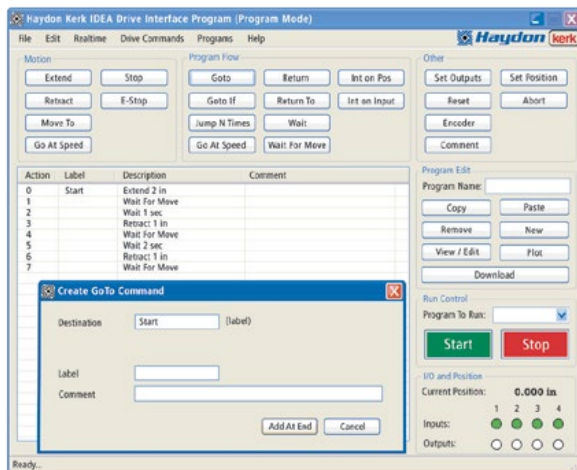 Haydon Kerk IDEA Drive Interface Program (Program Mode)
File Edit Realtime Drive Commands Programs Help
Haydon kerk
Motion
Extend Stop
Retract E-Stop
Move To
Go At Speed
Program Flow
Goto Return Int on Pos
Goto If Return To Int on Input
Jump N Times Wait
Go At Speed Wait For Move
Other
Set Outputs Set Position
Reset Abort
Encoder
Comment
Action Label Description Comment
0 Start Extend 2 in
1 Wait For Move
2 Wait 1 sec
3 Retract 1 in
4 Wait For Move
5 Wait 2 sec
6 Retract 1 in
7 Wait For Move
Program Edit
Program Name:
Copy Paste
Remove New
View / Edit Plot
Download
Run Control
Program To Run:
Start Stop
I/O and Position
Current Position: 0.000 in
1 2 3 4
Inputs:
Outputs:
Create GoTo Command
Destination Start (label)
Label
Comment
Add At End Cancel
Ready...